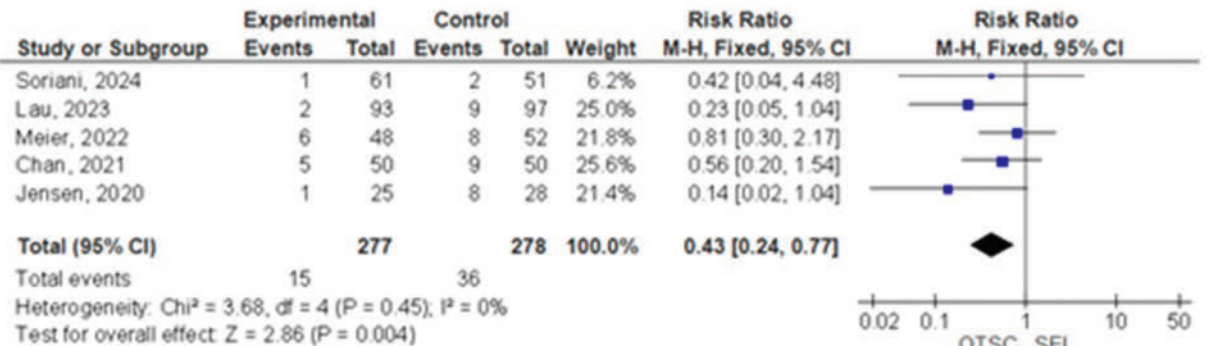 Experimental Control Risk Ratio Risk Ratio
Study or Subgroup Events Total Events Total Weight M-H, Fixed, 95% CI M-H, Fixed, 95% CI
Soriani, 2024 1 61 2 51 6.2% 0.42 [0.04, 4.48]
Lau, 2023 2 93 9 97 25.0% 0.23 [0.05, 1.04]
Meier, 2022 6 48 8 52 21.8% 0.81 [0.30, 2.17]
Chan, 2021 5 50 9 50 25.6% 0.56 [0.20, 1.54]
Jensen, 2020 1 25 8 28 21.4% 0.14 [0.02, 1.04]
Total (95% CI) 277 278 100.0% 0.43 [0.24, 0.77]
Total events 15 36
Heterogeneity: Chi² = 3.68, df = 4 (P = 0.45); I² = 0%
Test for overall effect: Z = 2.86 (P = 0.004)
0.02 0.1 1 10 50
OTSC SEL